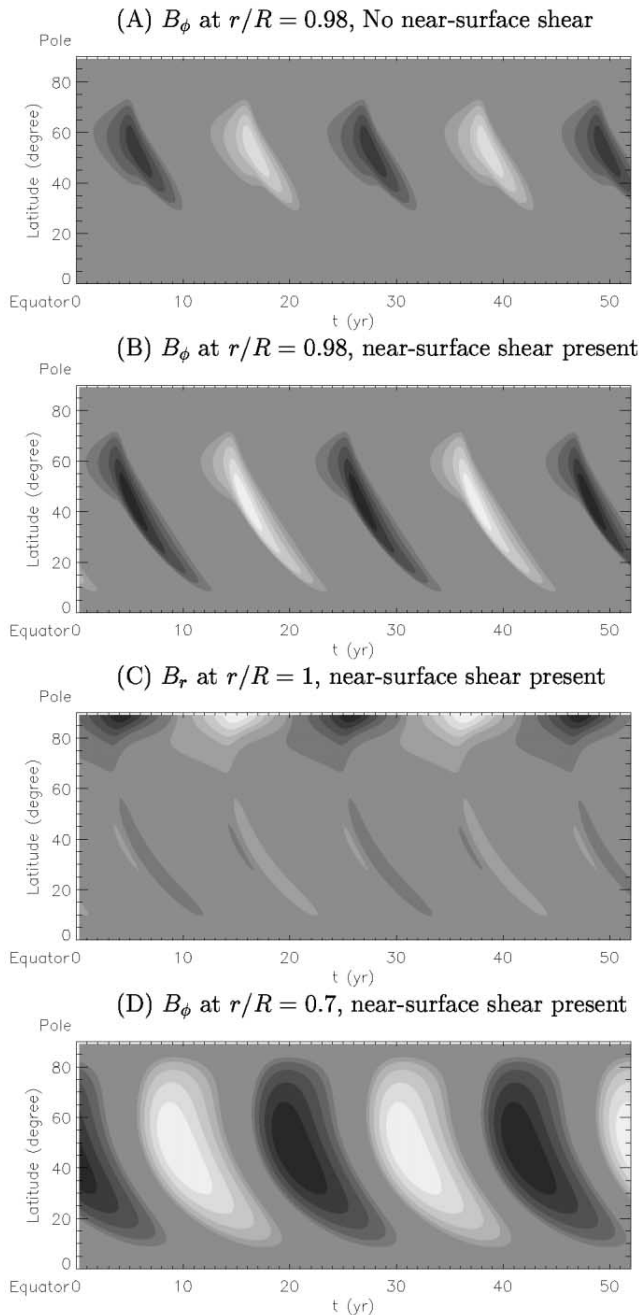 (A) Bϕ at r/R = 0.98, No near-surface shear
Pole
80
60
40
20
0
Latitude (degree)
Equator 0 10 20 30 40 50
t (yr)
(B) Bϕ at r/R = 0.98, near-surface shear present
Pole
80
60
40
20
0
Latitude (degree)
Equator 0 10 20 30 40 50
t (yr)
(C) Br at r/R = 1, near-surface shear present
Pole
80
60
40
20
0
Latitude (degree)
Equator 0 10 20 30 40 50
t (yr)
(D) Bϕ at r/R = 0.7, near-surface shear present
Pole
80
60
40
20
0
Latitude (degree)
Equator 0 10 20 30 40 50
t (yr)